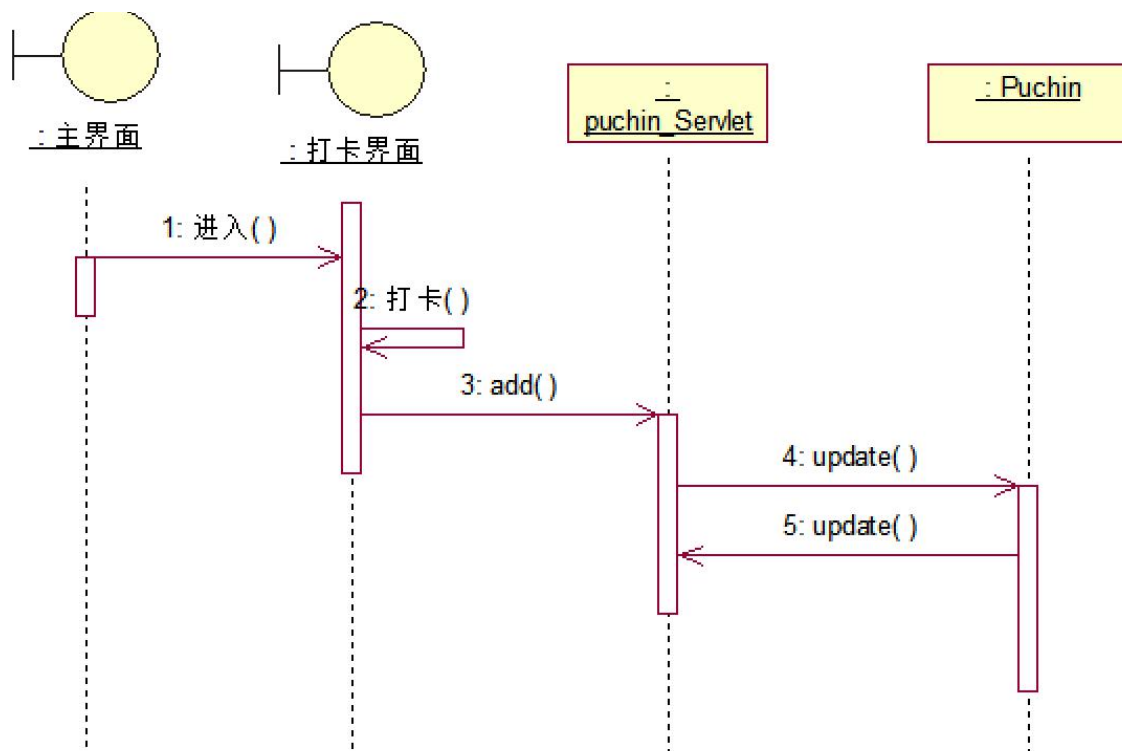 : 主界面
: 打卡界面
:
puchin_Servlet
: Puchin
1: 进入( )
2: 打卡( )
3: add( )
4: update( )
5: update( )